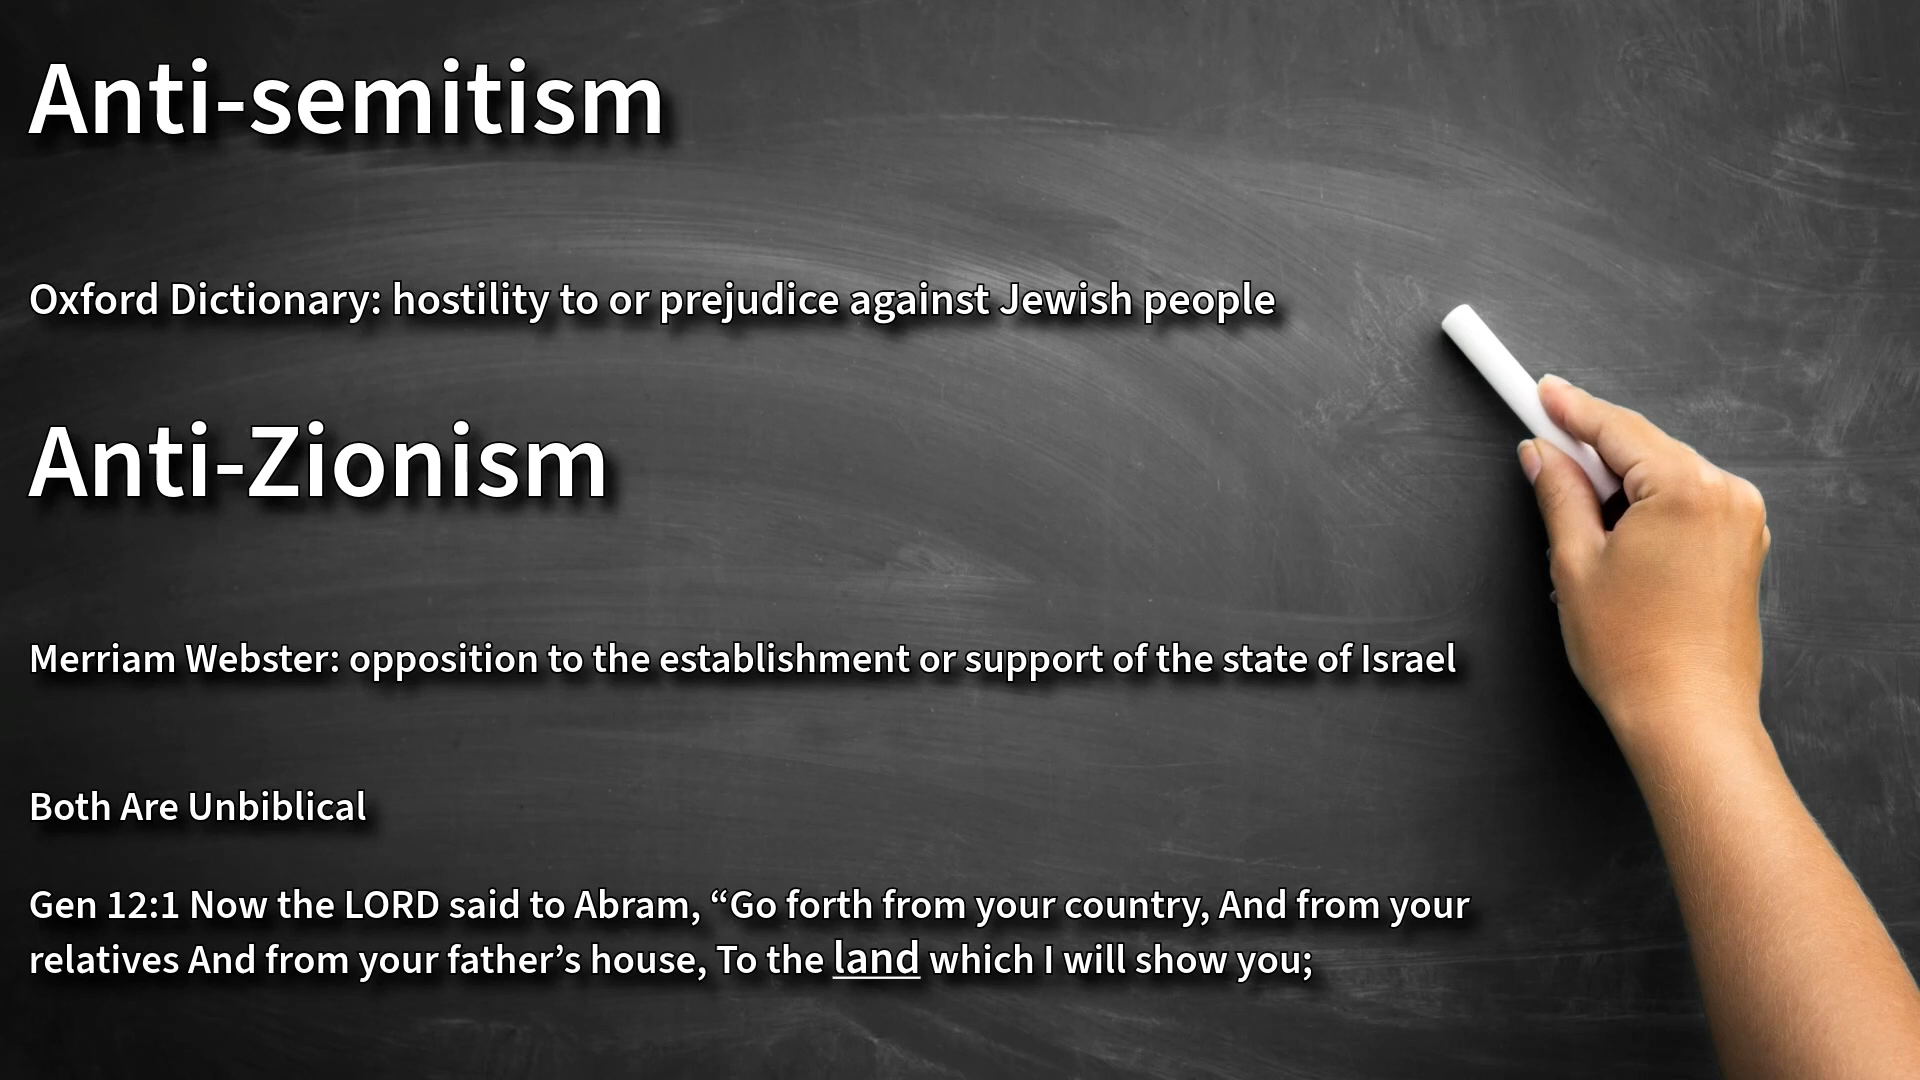 Anti-semitism
Oxford Dictionary: hostility to or prejudice against Jewish people
Anti-Zionism
Merriam Webster: opposition to the establishment or support of the state of Israel
Both Are Unbiblical
Gen 12:1 Now the LORD said to Abram, “Go forth from your country, And from your
relatives And from your father’s house, To the land which I will show you;